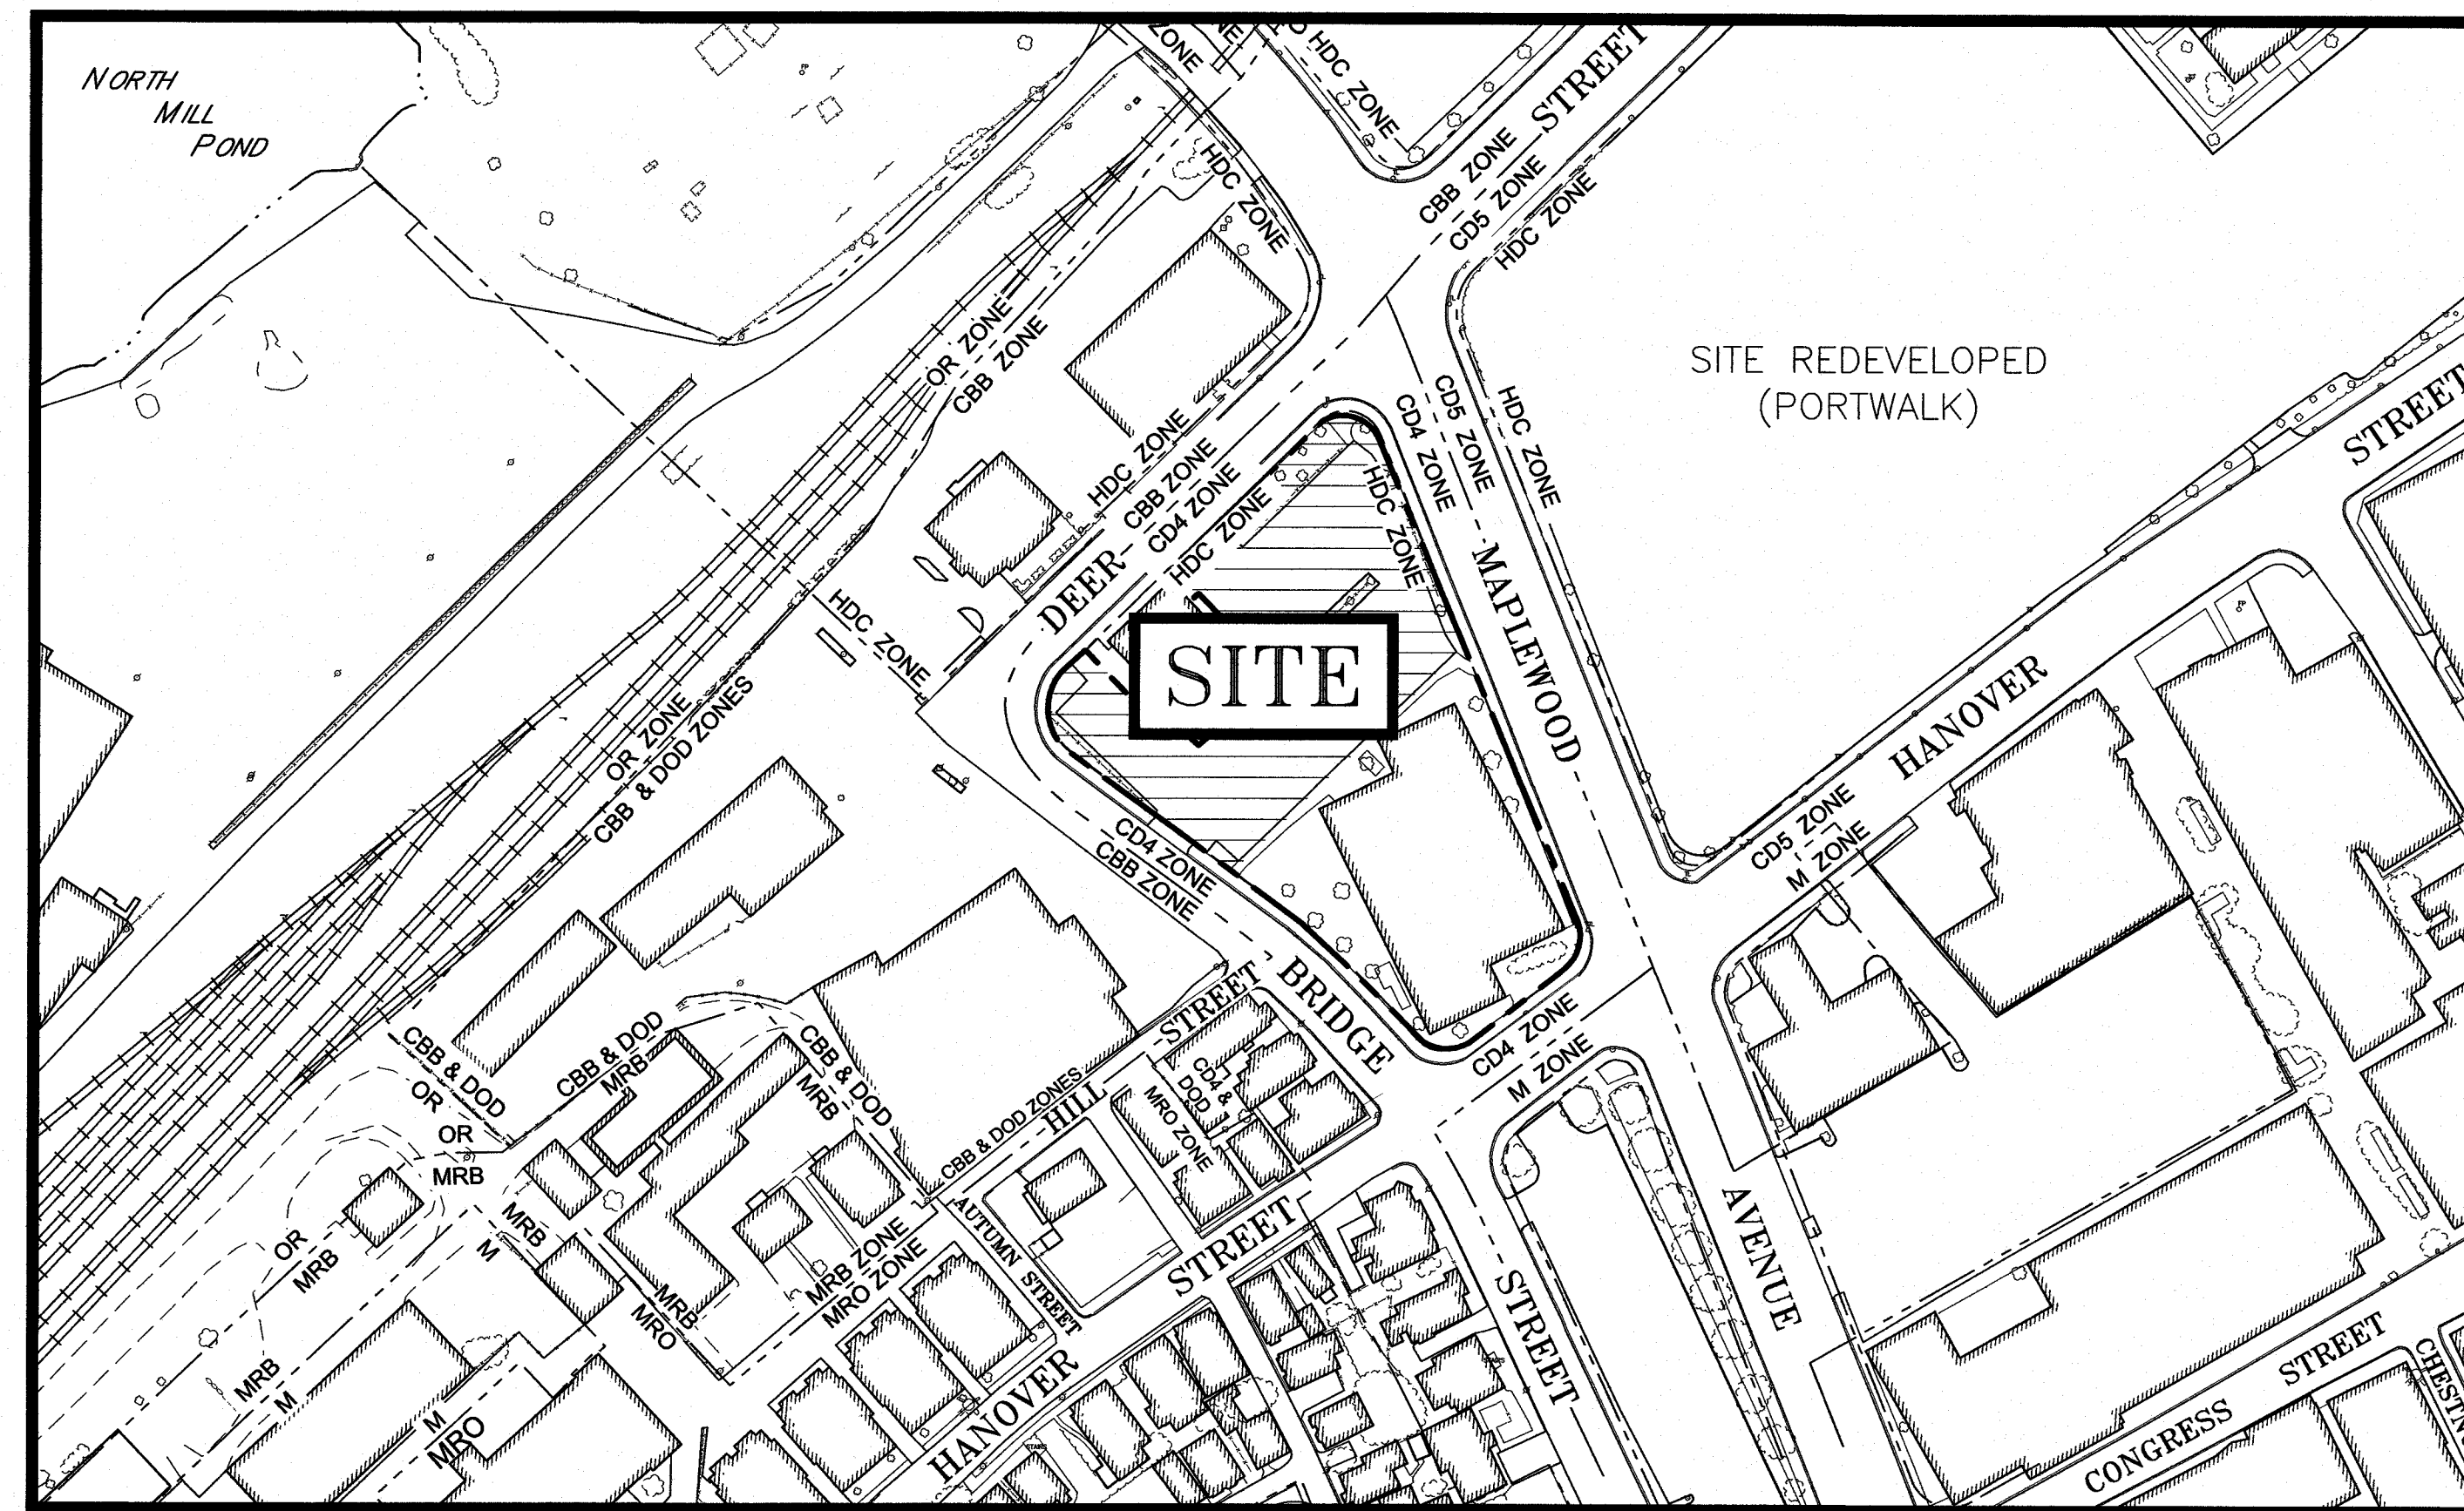 NORTH
MILL
POND
ZONE
HDC ZONE
STREET
CBB ZONE
CD5 ZONE
HDC ZONE
HDC ZONE
OR ZONE
CBB ZONE
SITE REDEVELOPED
(PORTWALK)
CD5 ZONE
CD4 ZONE
HDC ZONE
HDC ZONE
CBB ZONE
CD4 ZONE
HDC ZONE
HDC ZONE
DEER
STREET
MAPLEWOOD
HDC ZONE
SITE
HANOVER
OR ZONE
CBB & DOD ZONES
CD5 ZONE
M ZONE
CD4 ZONE
CBB ZONE
STREET
BRIDGE
CD4 ZONE
M ZONE
CBB & DOD
OR
CBB & DOD
MRB
CBB & DOD
MRB
CBB & DOD ZONES
HILL
CD4 &
DOD
MRO ZONE
OR
MRB
OR
MRB
MRB
M
MRB
MRO
MRB ZONE
MRO ZONE
AUTUMN STREET
STREET
HANOVER
STREET
AVENUE
MRB
M
M
MRO
CONGRESS
STREET